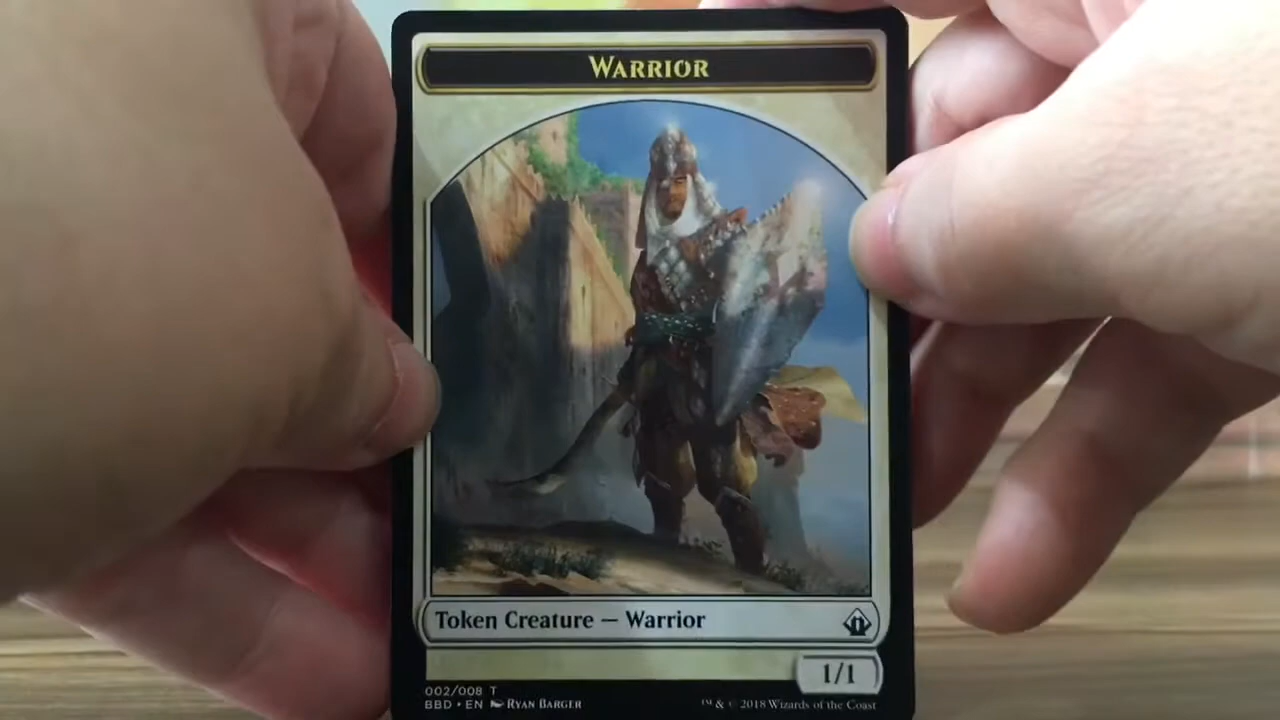 WARRIOR
Token Creature — Warrior
1/1
002/008 T
BBD • EN RYAN BARGER
™ & © 2018 Wizards of the Coast